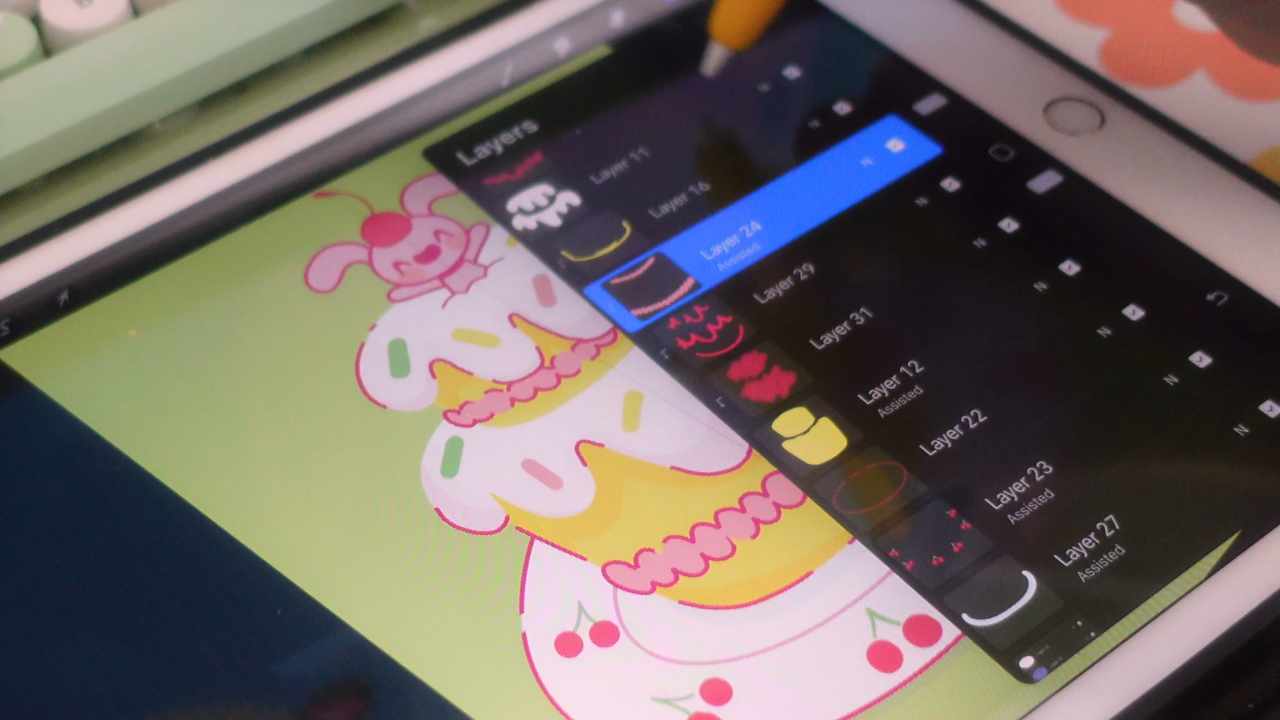 Layers
Layer 11
Layer 16
N
Layer 24
Assisted
N
Layer 29
N
Layer 31
N
Layer 12
Assisted
N
Layer 22
N
Layer 23
Assisted
N
Layer 27
Assisted
N